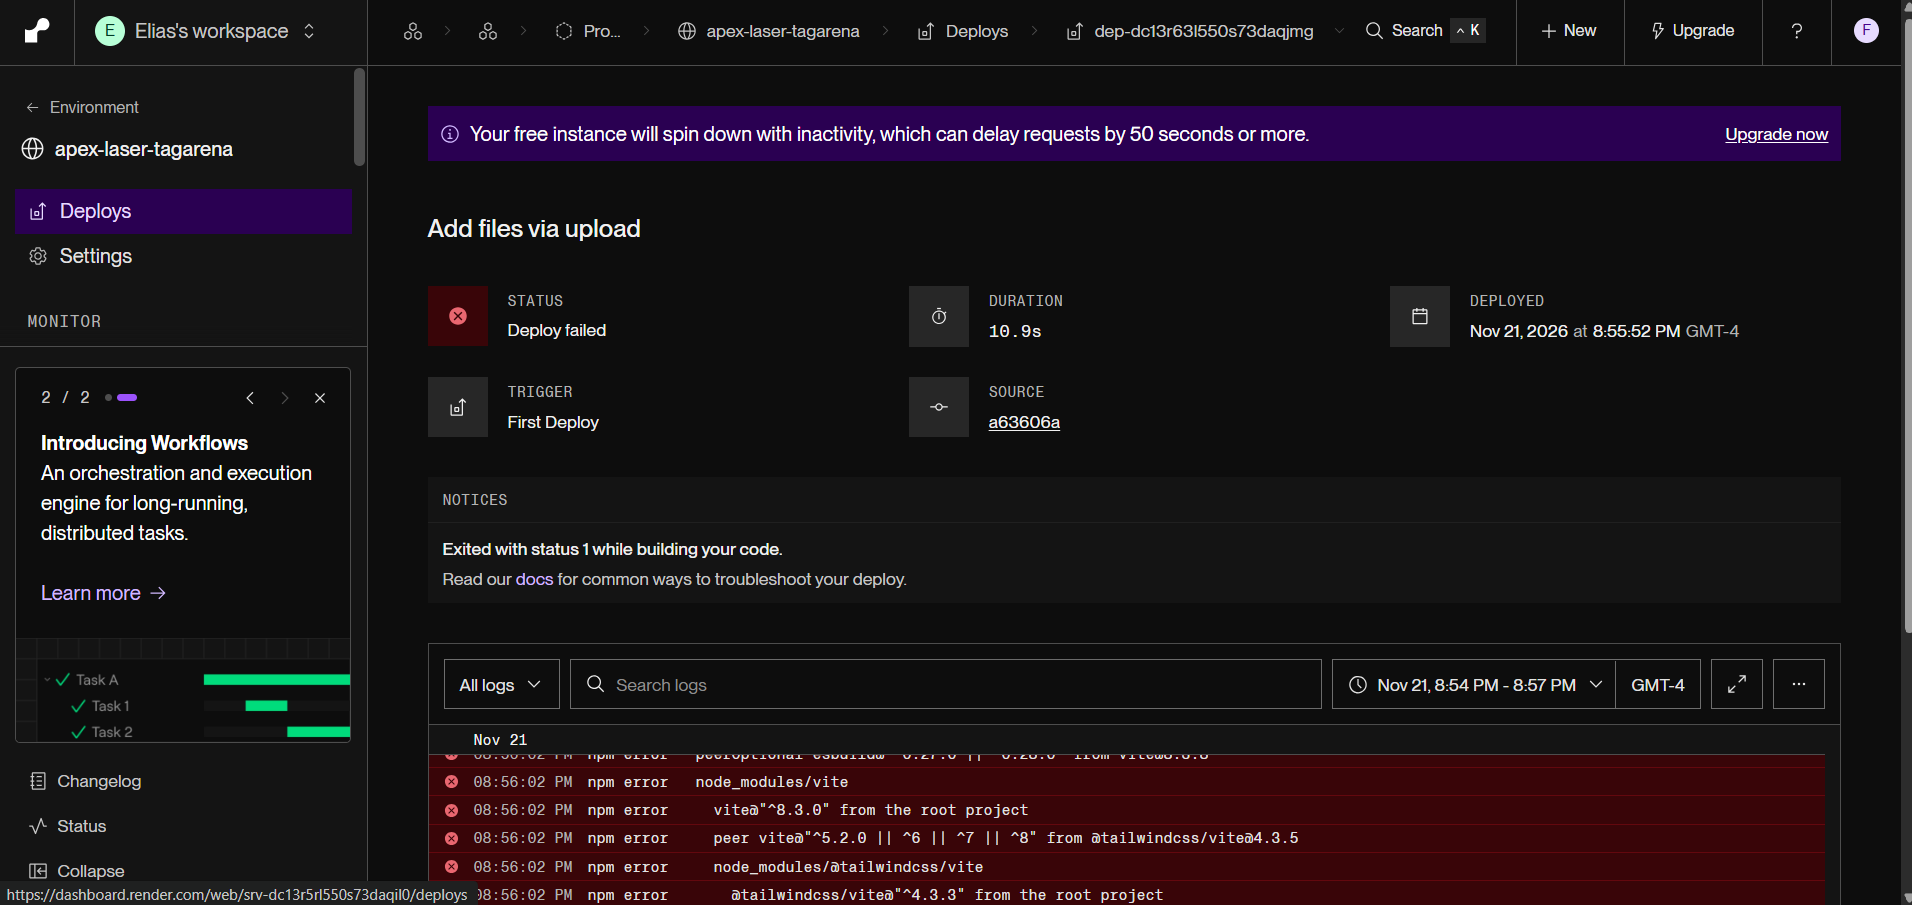 E Elias's workspace
Pro...
apex-laser-tagarena
Deploys
dep-dc13r63l550s73daqjmg
Search ^ K
+ New
Upgrade
?
F
← Environment
apex-laser-tagarena
Deploys
Settings
MONITOR
2 / 2
Introducing Workflows
An orchestration and execution
engine for long-running,
distributed tasks.
Learn more →
Task A
Task 1
Task 2
Changelog
Status
Collapse
https://dashboard.render.com/web/srv-dc13r5rl550s73daqil0/deploys
Your free instance will spin down with inactivity, which can delay requests by 50 seconds or more.
Upgrade now
Add files via upload
STATUS
Deploy failed
DURATION
10.9s
DEPLOYED
Nov 21, 2026 at 8:55:52 PM GMT-4
TRIGGER
First Deploy
SOURCE
a63606a
NOTICES
Exited with status 1 while building your code.
Read our docs for common ways to troubleshoot your deploy.
All logs
Search logs
Nov 21, 8:54 PM - 8:57 PM
GMT-4
...
Nov 21
08:56:02 PM npm error
08:56:02 PM npm error node_modules/vite
08:56:02 PM npm error vite@"^8.3.0" from the root project
08:56:02 PM npm error peer vite@"^5.2.0 || ^6 || ^7 || ^8" from @tailwindcss/vite@4.3.5
08:56:02 PM npm error node_modules/@tailwindcss/vite
08:56:02 PM npm error @tailwindcss/vite@"^4.3.3" from the root project